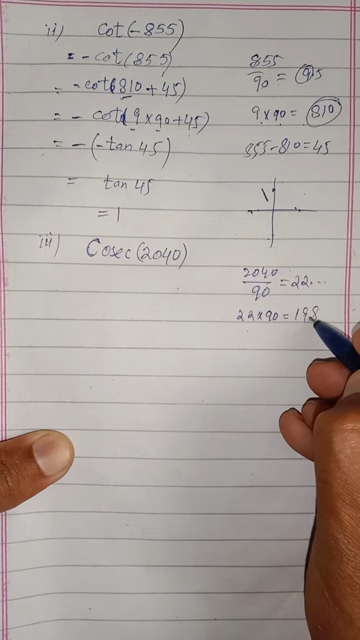 ii) cot(-855)
= -cot(855)
= -cot(810+45)
= -cot(9×90+45)
= -(-tan 45)
= tan 45
= 1
855/90 = 9.5
9×90 = 810
855-810=45
iii) Cosec(2040)
2040/90 = 22...
22×90=198